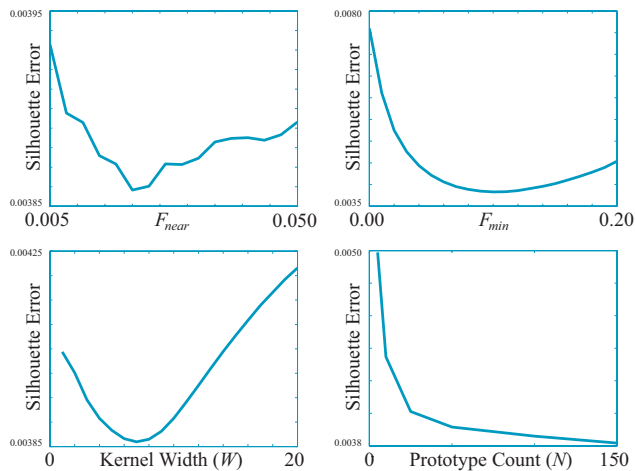 0.00395
Silhouette Error
0.00385
0.005
F_near
0.050
0.0080
Silhouette Error
0.0035
0.00
F_min
0.20
0.00425
Silhouette Error
0.00385
0
Kernel Width (W)
20
0.0050
Silhouette Error
0.0038
0
Prototype Count (N)
150